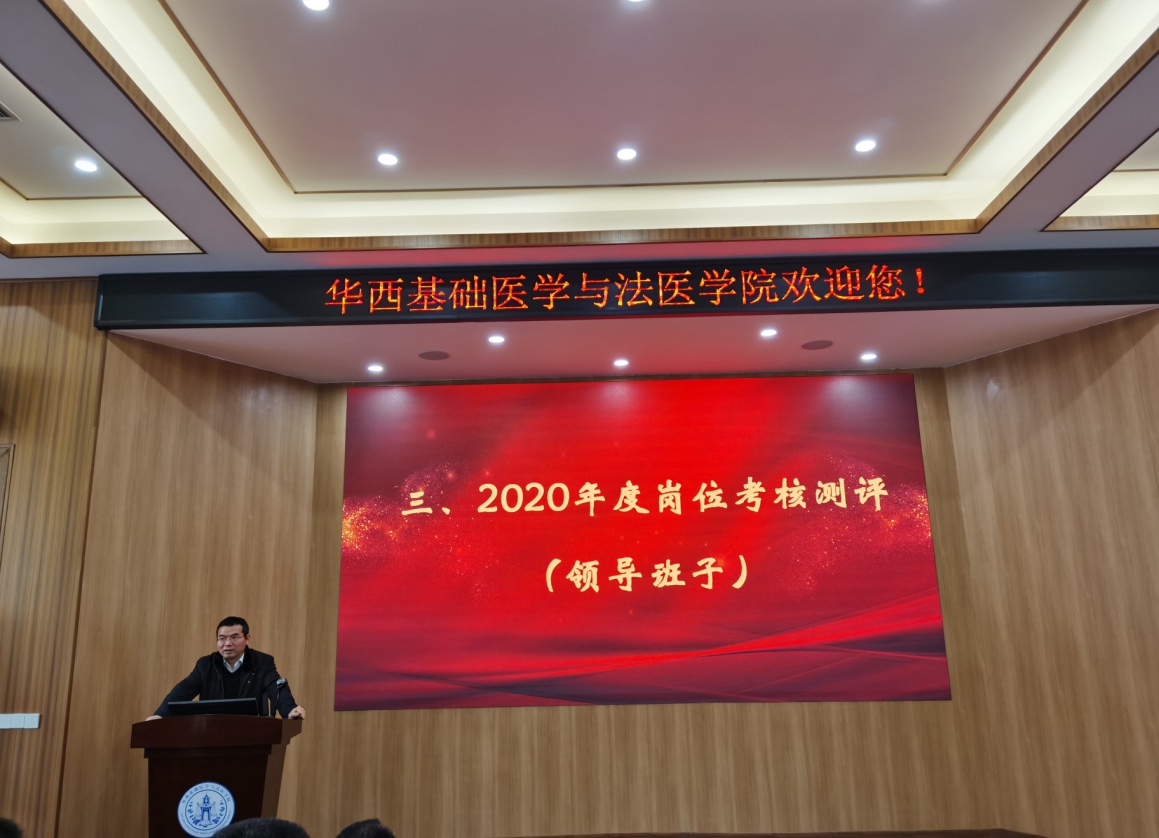 华西基础医学与法医学院欢迎您！
三、2020年度岗位考核测评
（领导班子）